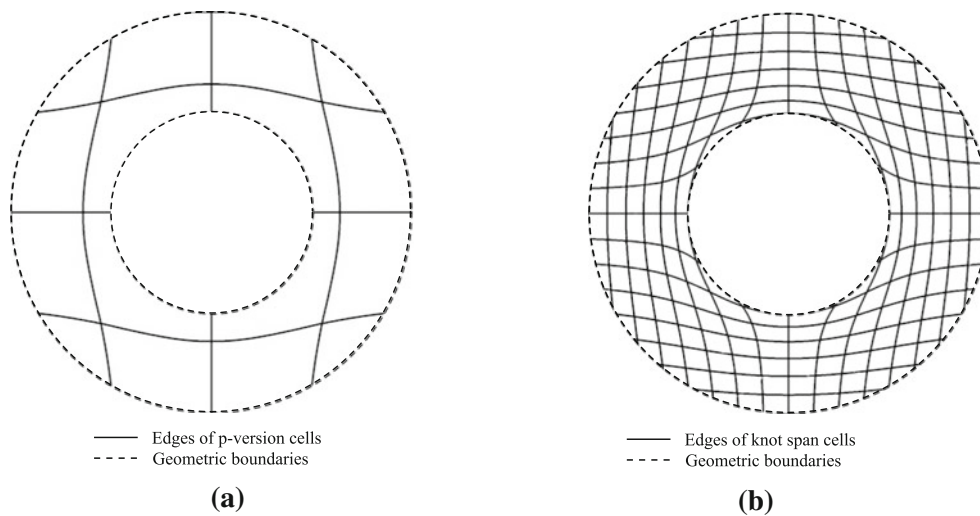 Edges of p-version cells
Geometric boundaries
(a)
Edges of knot span cells
Geometric boundaries
(b)